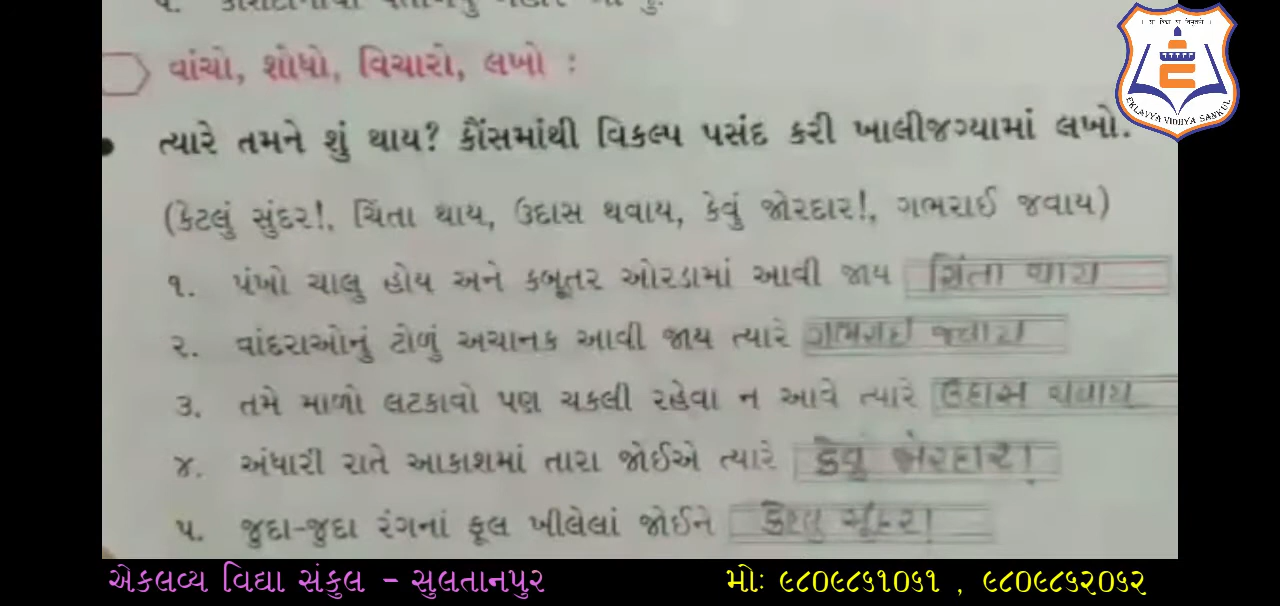 વાંચો, શોધો, વિચારો, લખો :
ત્યારે તમને શું થાય? કૌંસમાંથી વિકલ્પ પસંદ કરી ખાલીજગ્યામાં લખો.
(કેટલું સુંદર!, ચિંતા થાય, ઉદાસ થવાય, કેવું જોરદાર!, ગભરાઈ જવાય)
૧. પંખો ચાલુ હોય અને કબૂતર ઓરડામાં આવી જાય ચિંતા થાય
૨. વાંદરાઓનું ટોળું અચાનક આવી જાય ત્યારે ગભરાઈ જવાય
૩. તમે માળો લટકાવો પણ ચકલી રહેવા ન આવે ત્યારે ઉદાસ થવાય
૪. અંધારી રાતે આકાશમાં તારા જોઈએ ત્યારે કેવું જોરદાર!
૫. જુદા-જુદા રંગનાં ફૂલ ખીલેલાં જોઈને કેટલુ સુંદર!
EKLAVYA VIDHYA SANKUL
એકલવ્ય વિદ્યા સંકુલ - સુલતાનપુર
મોઃ ૯૮૦૯૮૬૧૦૬૧ , ૯૮૦૯૮૬૨૦૬૨